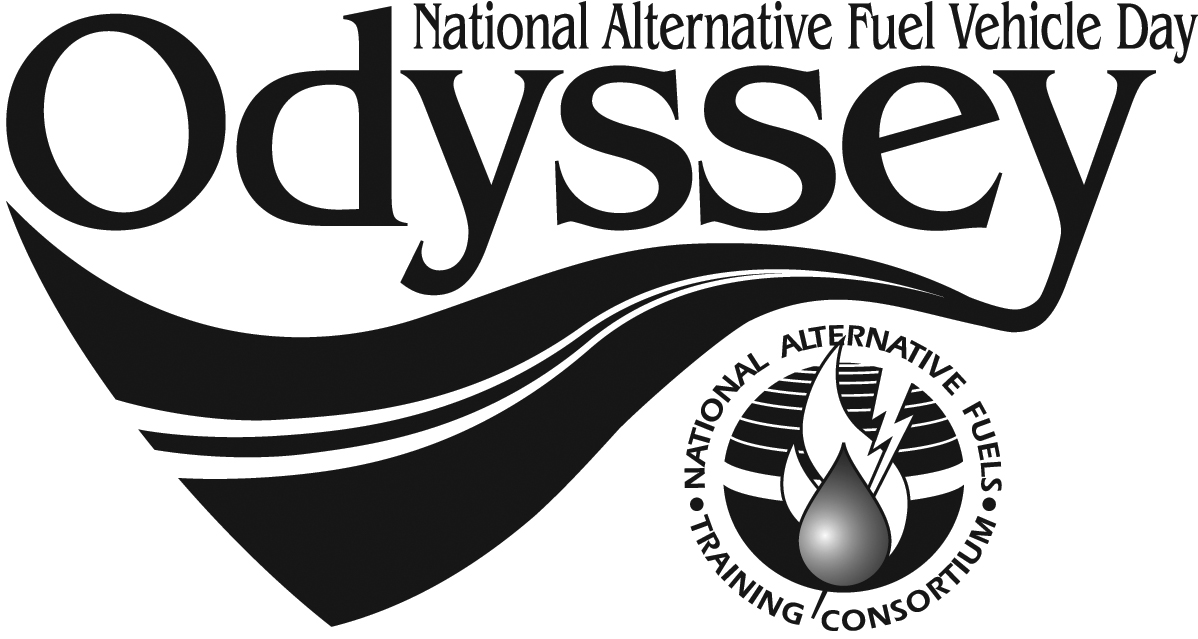 National Alternative Fuel Vehicle Day
Odyssey
NATIONAL ALTERNATIVE FUELS
• TRAINING CONSORTIUM •